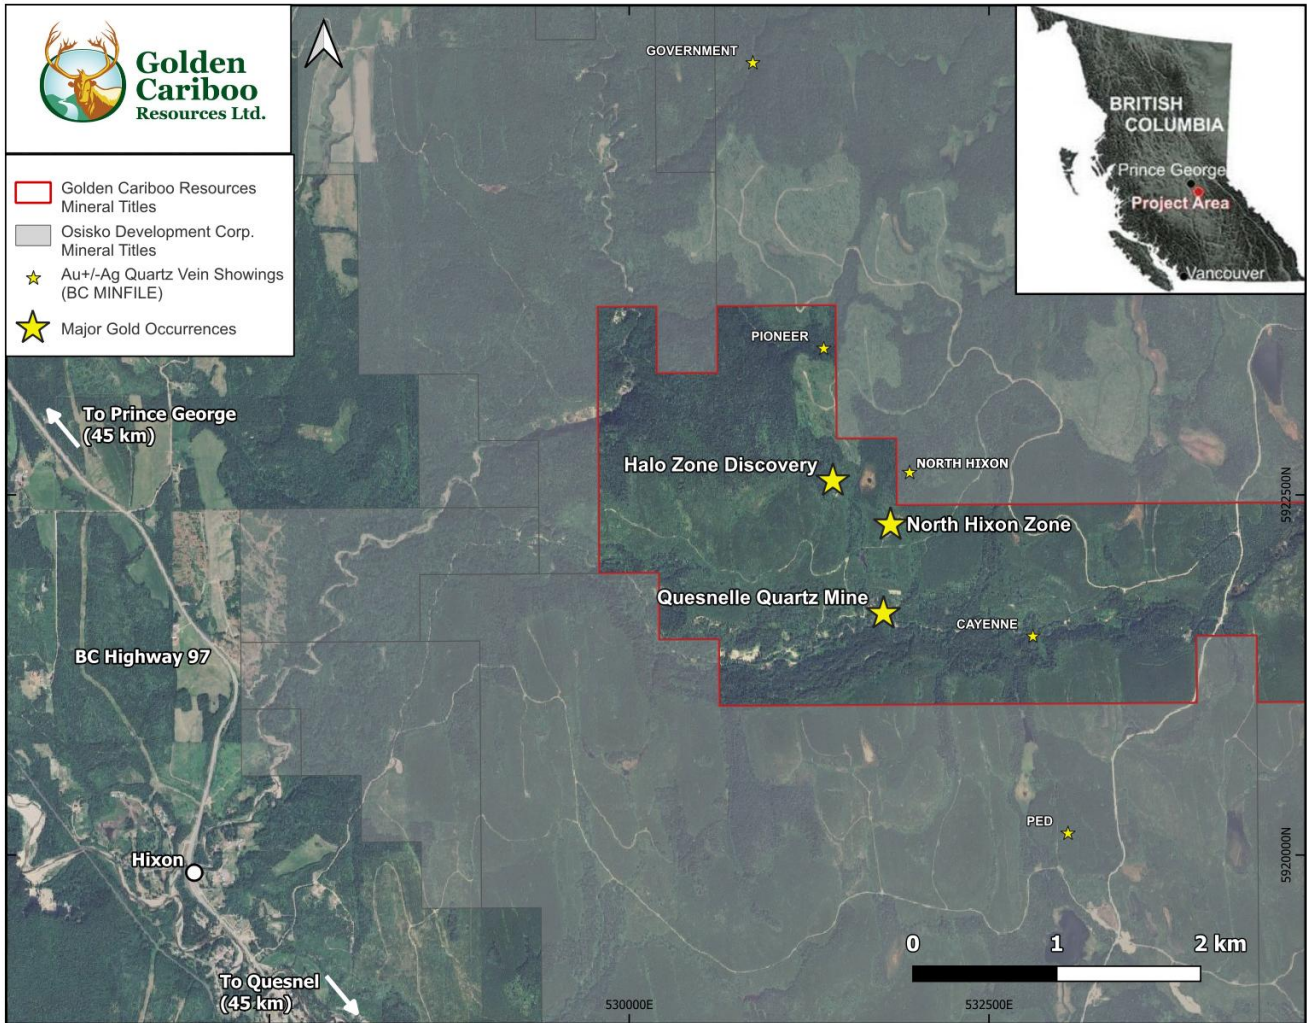 Golden
Cariboo
Resources Ltd.
Golden Cariboo Resources
Mineral Titles
Osisko Development Corp.
Mineral Titles
Au+/-Ag Quartz Vein Showings
(BC MINFILE)
Major Gold Occurrences
GOVERNMENT
BRITISH
COLUMBIA
Prince George
Project Area
Vancouver
PIONEER
To Prince George
(45 km)
Halo Zone Discovery
NORTH HIXON
5922500N
North Hixon Zone
Quesnelle Quartz Mine
CAYENNE
BC Highway 97
PED
5920000N
Hixon
0
1
2 km
To Quesnel
(45 km)
530000E
532500E